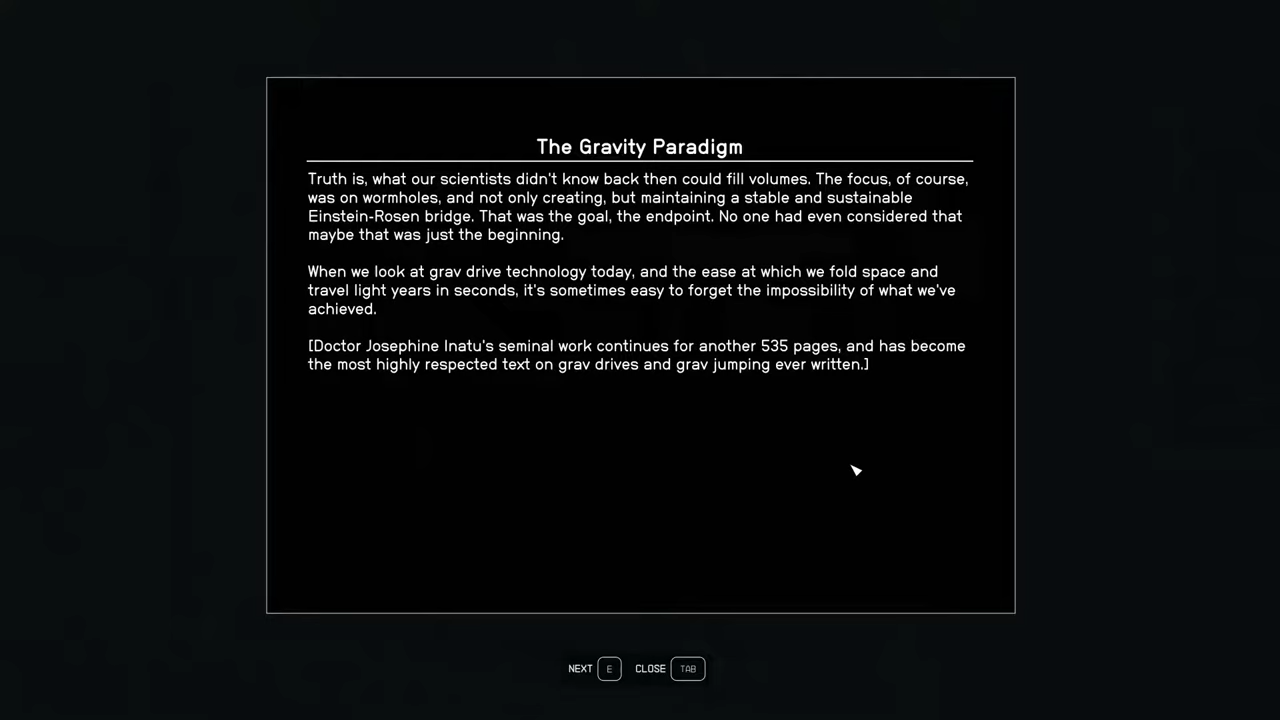 The Gravity Paradigm
Truth is, what our scientists didn't know back then could fill volumes. The focus, of course,
was on wormholes, and not only creating, but maintaining a stable and sustainable
Einstein-Rosen bridge. That was the goal, the endpoint. No one had even considered that
maybe that was just the beginning.
When we look at grav drive technology today, and the ease at which we fold space and
travel light years in seconds, it's sometimes easy to forget the impossibility of what we've
achieved.
[Doctor Josephine Inatu's seminal work continues for another 535 pages, and has become
the most highly respected text on grav drives and grav jumping ever written.]
NEXT E CLOSE TAB